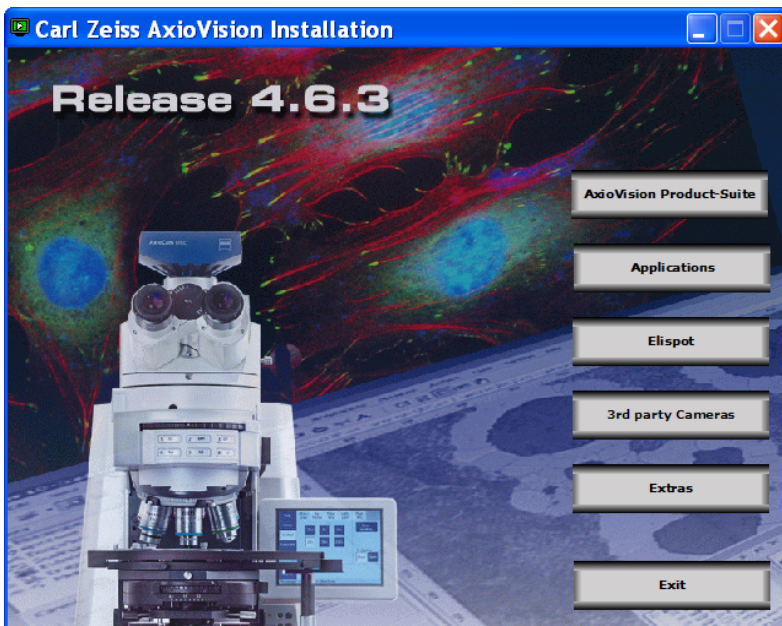 Carl Zeiss AxioVision Installation
Release 4.6.3
AxioVision Product-Suite
Applications
Elispot
3rd party Cameras
Extras
Exit